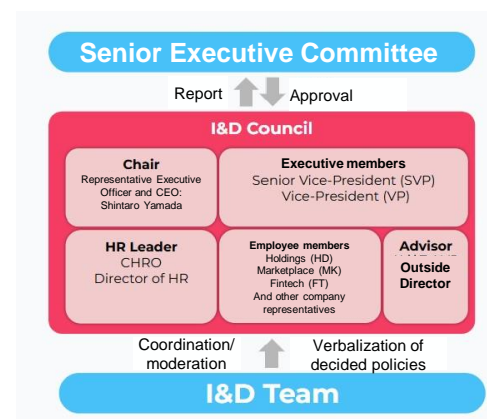 Senior Executive Committee
Report
Approval
I&D Council
Chair
Representative Executive
Officer and CEO:
Shintaro Yamada
Executive members
Senior Vice-President (SVP)
Vice-President (VP)
HR Leader
CHRO
Director of HR
Employee members
Holdings (HD)
Marketplace (MK)
Fintech (FT)
And other company
representatives
Advisor
Outside
Director
Coordination/
moderation
Verbalization of
decided policies
I&D Team